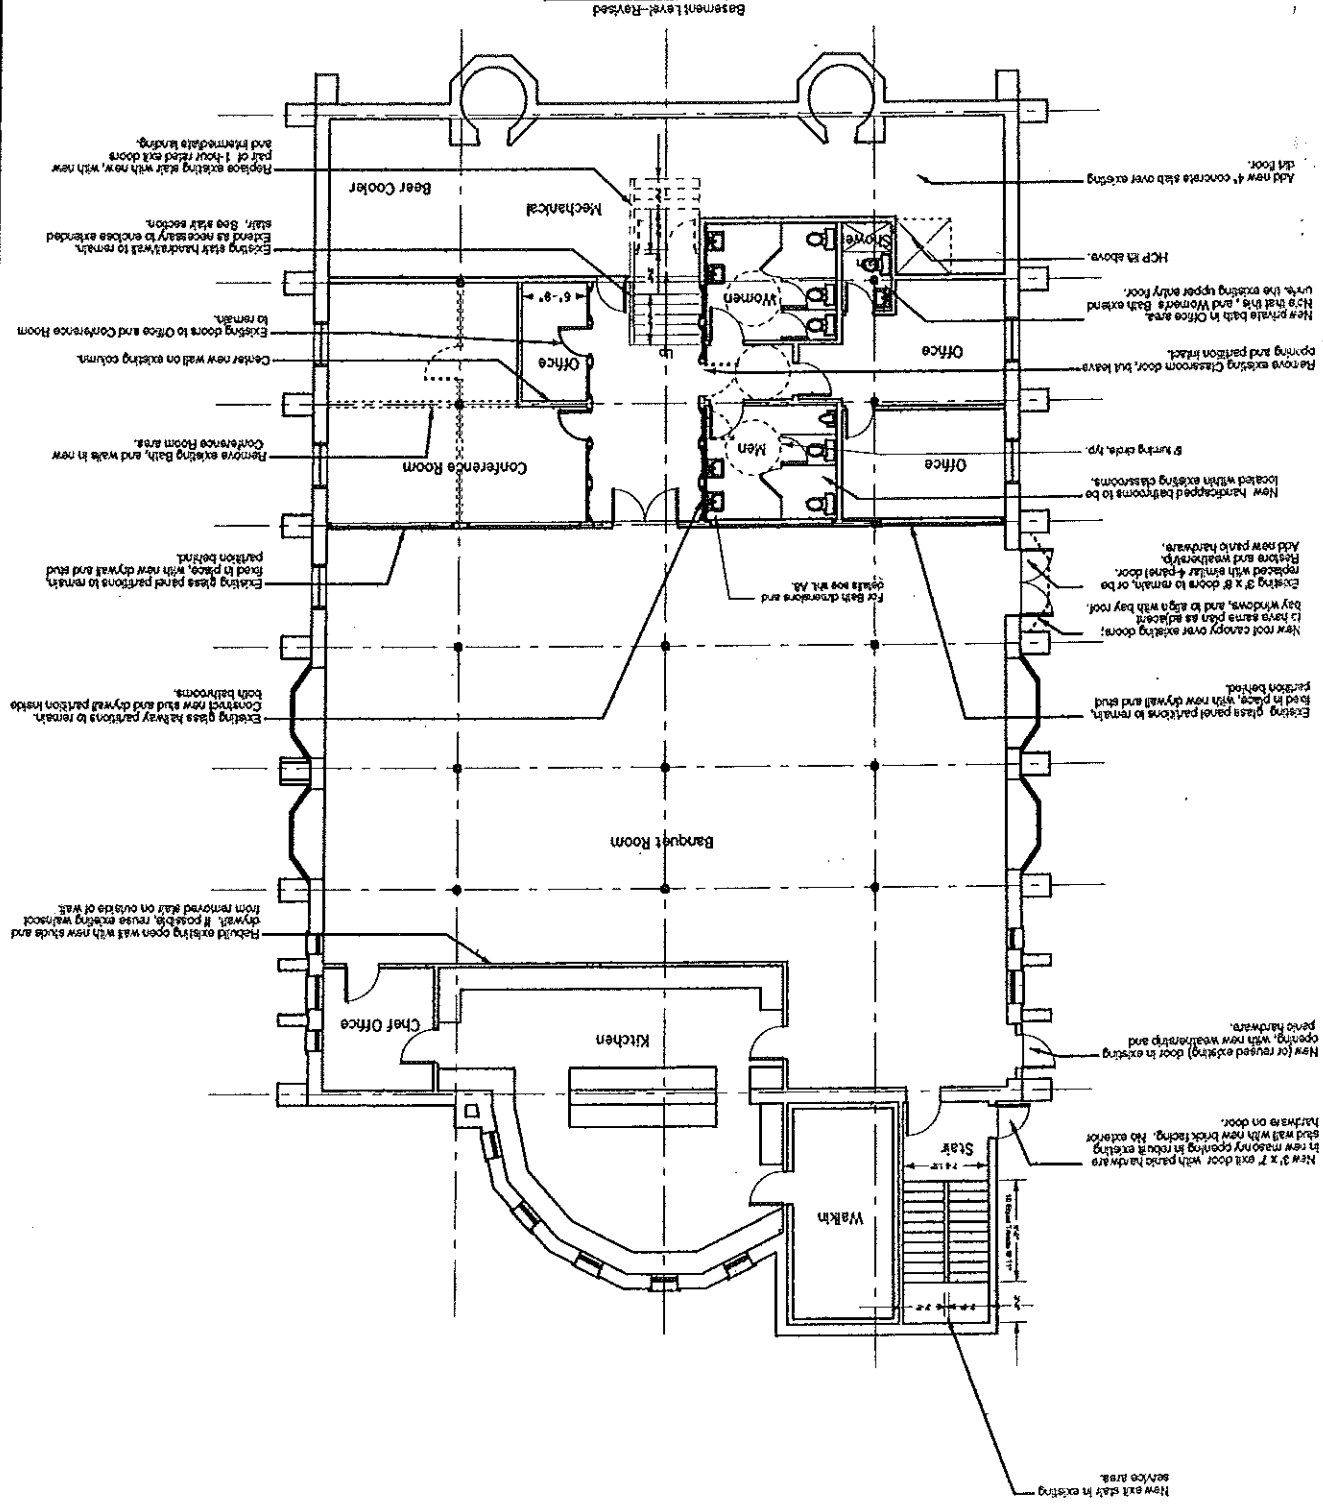 New exit stair in existing
service area.
New 3' x 7' exit door with panic hardware
in new masonry opening in rebuilt existing
stud wall with new brick facing. No exterior
hardware on door.
New (or reused existing) door in existing
opening, with new weatherstrip and
panic hardware.
Stair
Walkin
Kitchen
Chef Office
Rebuild existing open wall with new studs and
drywall. If possible, reuse existing wainscot
from removed stair on outside of wall.
Banquet Room
Existing glass panel partitions to remain,
fixed in place, with new drywall and stud
partition behind.
Existing glass hallway partitions to remain.
Construct new stud and drywall partition inside
both bathrooms.
New roof canopy over existing doors;
to have same plan as adjacent
bay windows, and to align with bay roof.
Existing 3' x 8' doors to remain, or be
replaced with similar 4-panel door.
Restore and weatherstrip.
Add new panic hardware.
For Bath dimensions and
details see sht. A8.
Existing glass panel partitions to remain,
fixed in place, with new drywall and stud
partition behind.
New handicapped bathrooms to be
located within existing classrooms.
5' turning circle, typ.
Office
Men
Conference Room
Remove existing Bath, and walls in new
Conference Room area.
Remove existing Classroom door, but leave
opening and partition intact.
Office
Up
Office
Center new wall on existing column.
Existing doors to Office and Conference Room
to remain.
New private bath in Office area.
Note that this, and Women's Bath extend
under the existing upper entry floor.
Women
6'-9"
HCP lift above.
Shower
Existing stair handrail/wall to remain.
Extend as necessary to enclose extended
stair. See stair section.
Mechanical
Beer Cooler
Add new 4" concrete slab over existing
dirt floor.
Replace existing stair with new, with new
pair of 1-hour rated exit doors
and intermediate landing.
Basement Level--Revised